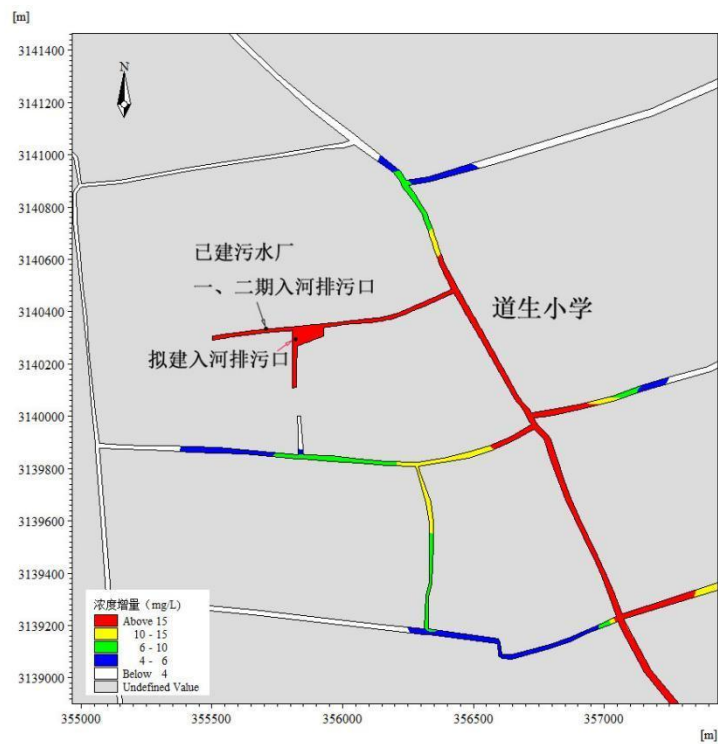 [m]
3141400
3141200
3141000
3140800
3140600
3140400
3140200
3140000
3139800
3139600
3139400
3139200
3139000
N
已建污水厂
一、二期入河排污口
拟建入河排污口
道生小学
浓度增量（mg/L）
Above 15
10 - 15
6 - 10
4 - 6
Below 4
Undefined Value
355000 355500 356000 356500 357000
[m]